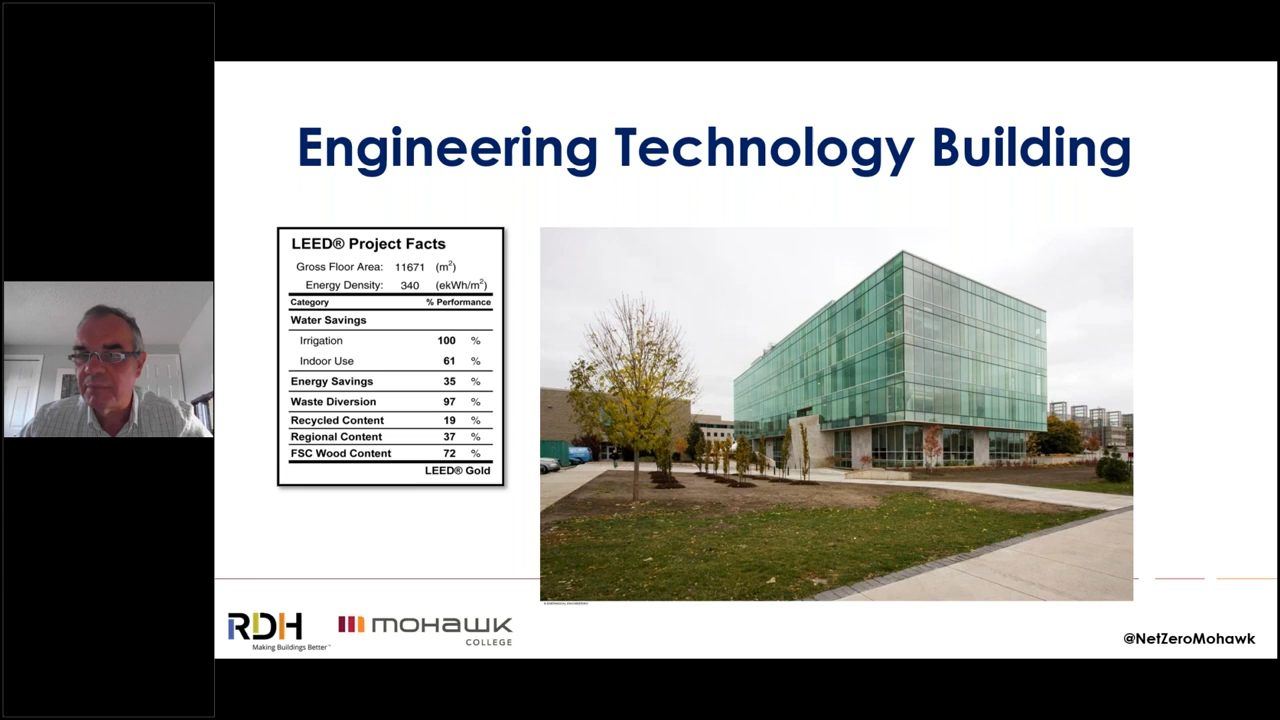 Engineering Technology Building
LEED® Project Facts
Gross Floor Area: 11671 (m²)
Energy Density: 340 (ekWh/m²)
Category % Performance
Water Savings
Irrigation 100 %
Indoor Use 61 %
Energy Savings 35 %
Waste Diversion 97 %
Recycled Content 19 %
Regional Content 37 %
FSC Wood Content 72 %
LEED® Gold
RDH
Making Buildings Better™
mohawk
COLLEGE
@NetZeroMohawk